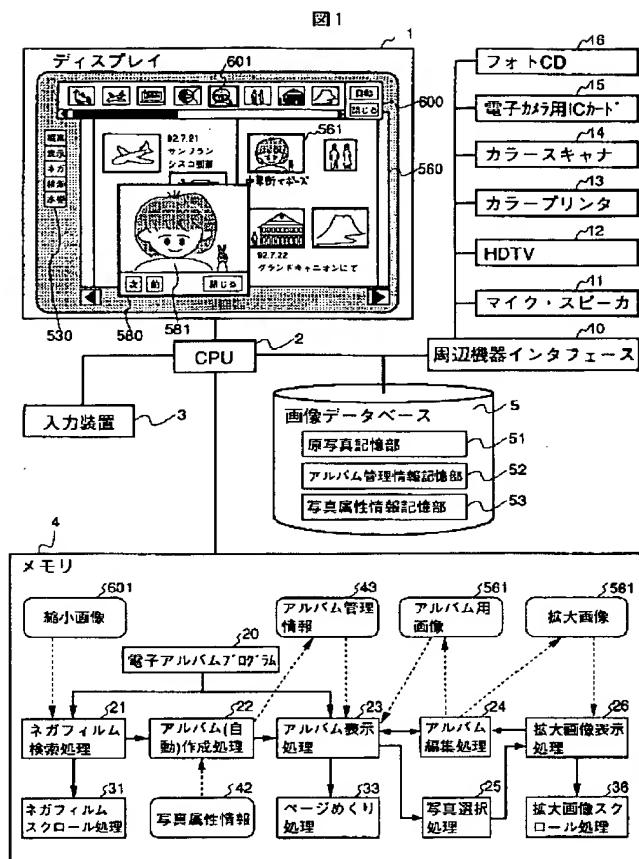 図1
ディスプレイ
1
601
自動
閉じる
600
編集
表示
ネガ
検索
92.7.21
サンフラン
シスコ到着
561
560
92.7.22
グランドキャニオンにて
次 前 閉じる
530
580
581
16
フォトCD
15
電子カメラ用ICカード
14
カラースキャナ
13
カラープリンタ
12
HDTV
11
マイク・スピーカ
10
周辺機器インタフェース
2
CPU
3
入力装置
5
画像データベース
原写真記憶部
51
アルバム管理情報記憶部
52
写真属性情報記憶部
53
4
メモリ
601
縮小画像
43
アルバム管理
情報
561
アルバム用
画像
581
拡大画像
20
電子アルバムプログラム
21
ネガフィルム
検索処理
22
アルバム(自
動)作成処理
23
アルバム表示
処理
24
アルバム
編集処理
26
拡大画像表示
処理
31
ネガフィルム
スクロール処理
42
写真属性情報
33
ページめくり
処理
25
写真選択
処理
36
拡大画像スク
ロール処理